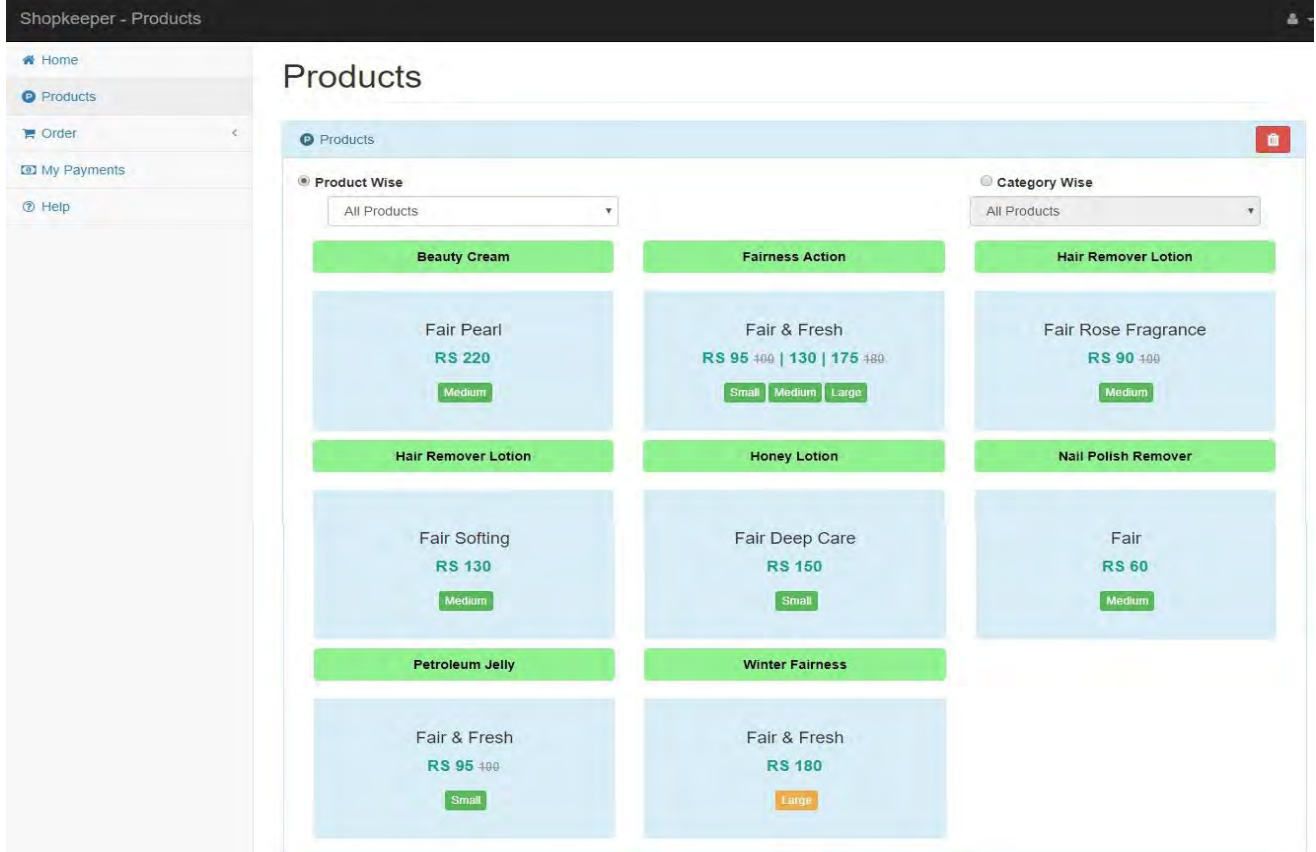 Shopkeeper - Products
Home
Products
Order
My Payments
Help
Products
Products
Product Wise
Category Wise
All Products
All Products
Beauty Cream
Fairness Action
Hair Remover Lotion
Fair Pearl
RS 220
Medium
Fair & Fresh
RS 95 100 | 130 | 175 180
Small Medium Large
Fair Rose Fragrance
RS 90 100
Medium
Hair Remover Lotion
Honey Lotion
Nail Polish Remover
Fair Softing
RS 130
Medium
Fair Deep Care
RS 150
Small
Fair
RS 60
Medium
Petroleum Jelly
Winter Fairness
Fair & Fresh
RS 95 100
Small
Fair & Fresh
RS 180
Large